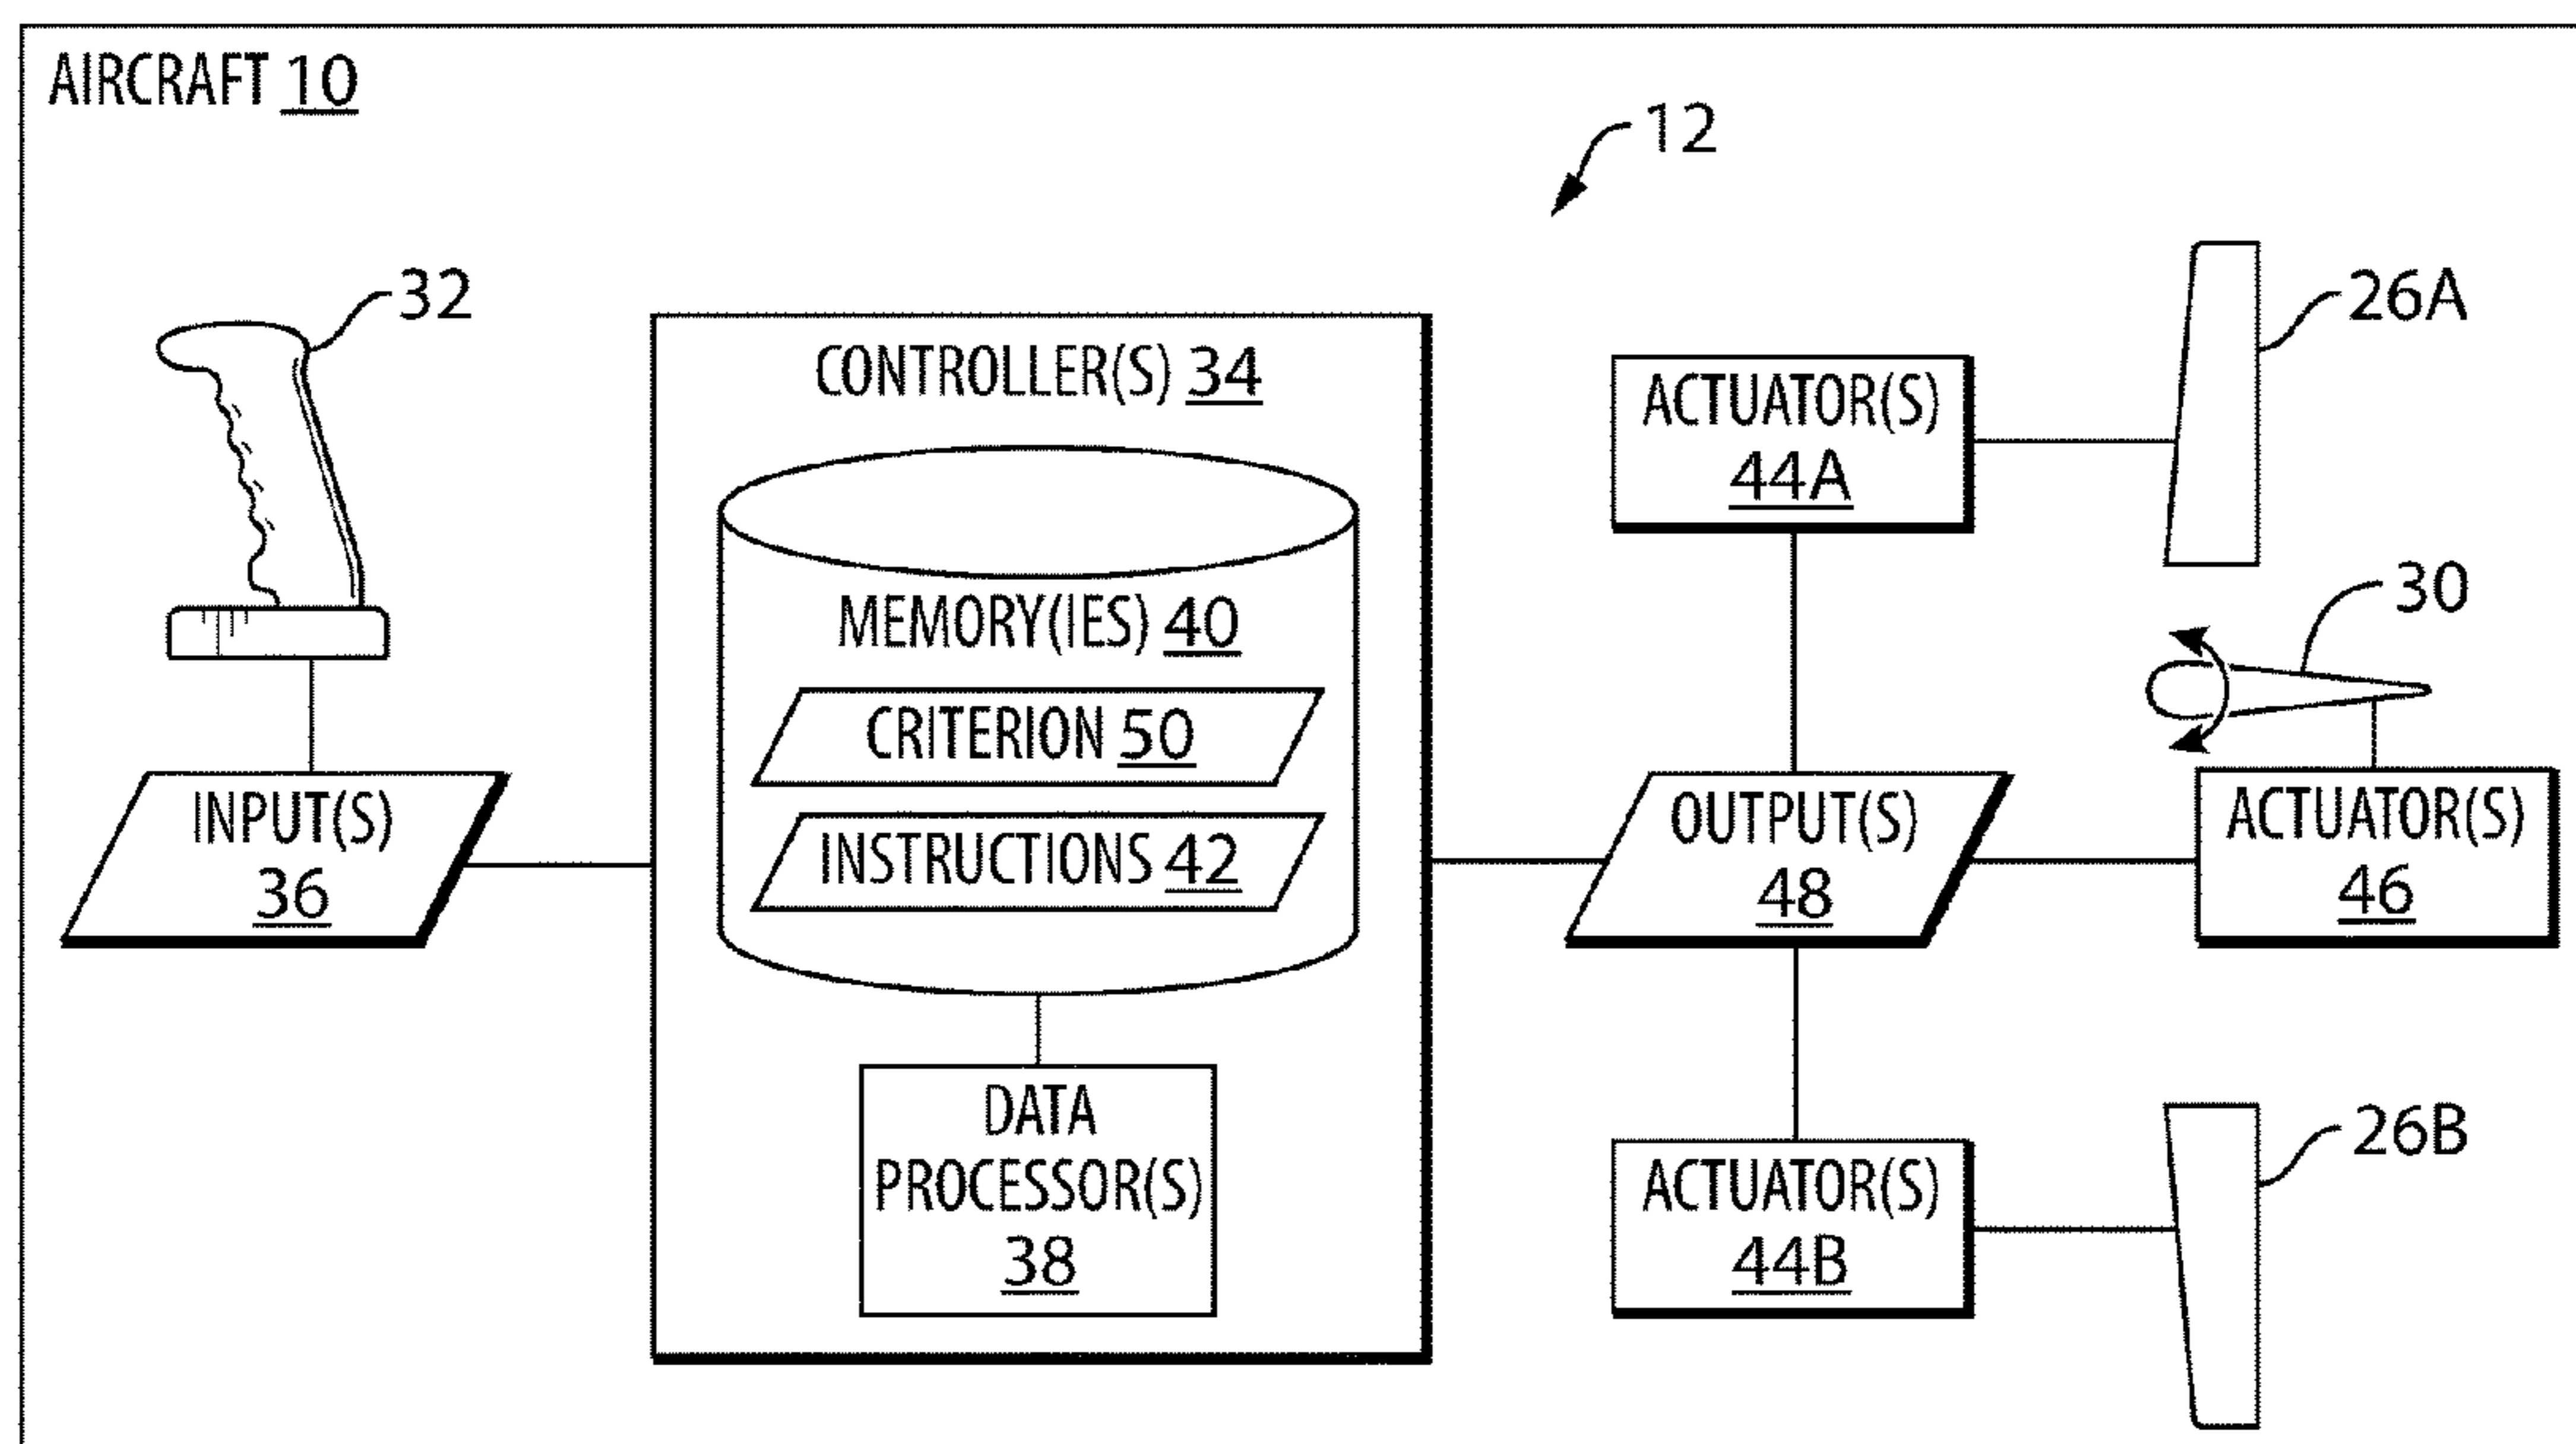 AIRCRAFT 10
12
32
26A
CONTROLLER(S) 34
ACTUATOR(S)
44A
30
MEMORY(IES) 40
CRITERION 50
INSTRUCTIONS 42
INPUT(S)
36
OUTPUT(S)
48
ACTUATOR(S)
46
DATA
PROCESSOR(S)
38
ACTUATOR(S)
44B
26B